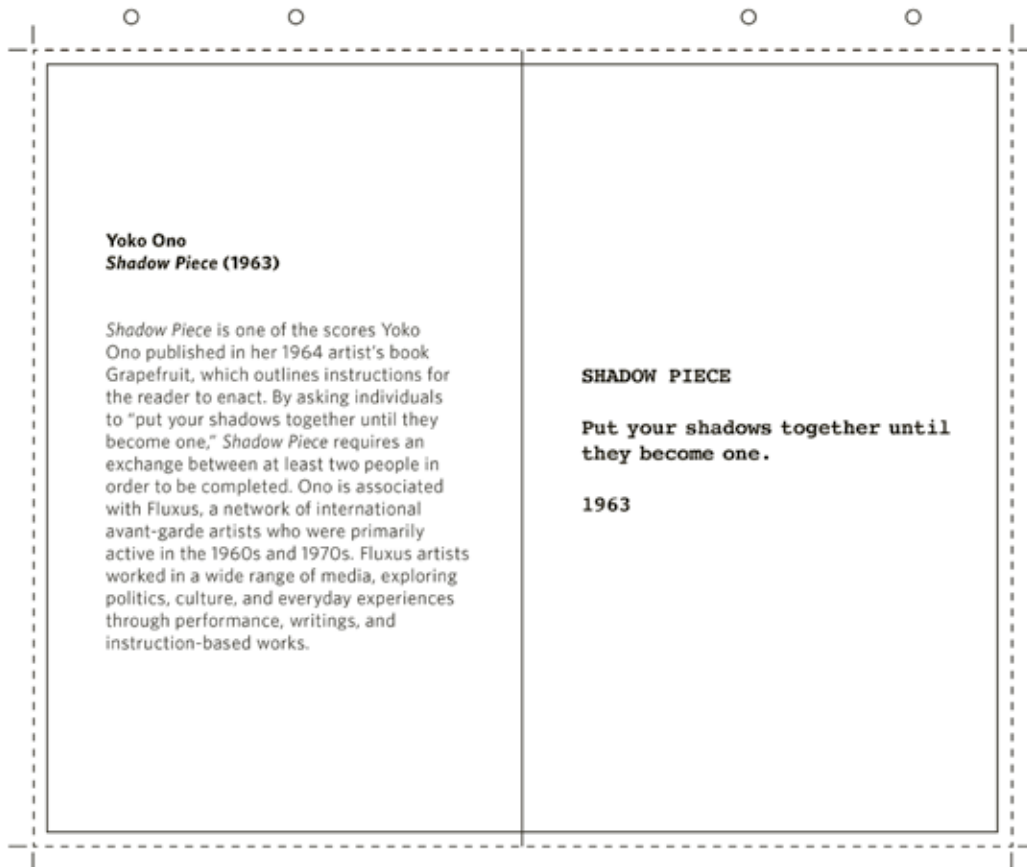 Yoko Ono
Shadow Piece (1963)
Shadow Piece is one of the scores Yoko
Ono published in her 1964 artist's book
Grapefruit, which outlines instructions for
the reader to enact. By asking individuals
to “put your shadows together until they
become one,” Shadow Piece requires an
exchange between at least two people in
order to be completed. Ono is associated
with Fluxus, a network of international
avant-garde artists who were primarily
active in the 1960s and 1970s. Fluxus artists
worked in a wide range of media, exploring
politics, culture, and everyday experiences
through performance, writings, and
instruction-based works.
SHADOW PIECE
Put your shadows together until
they become one.
1963